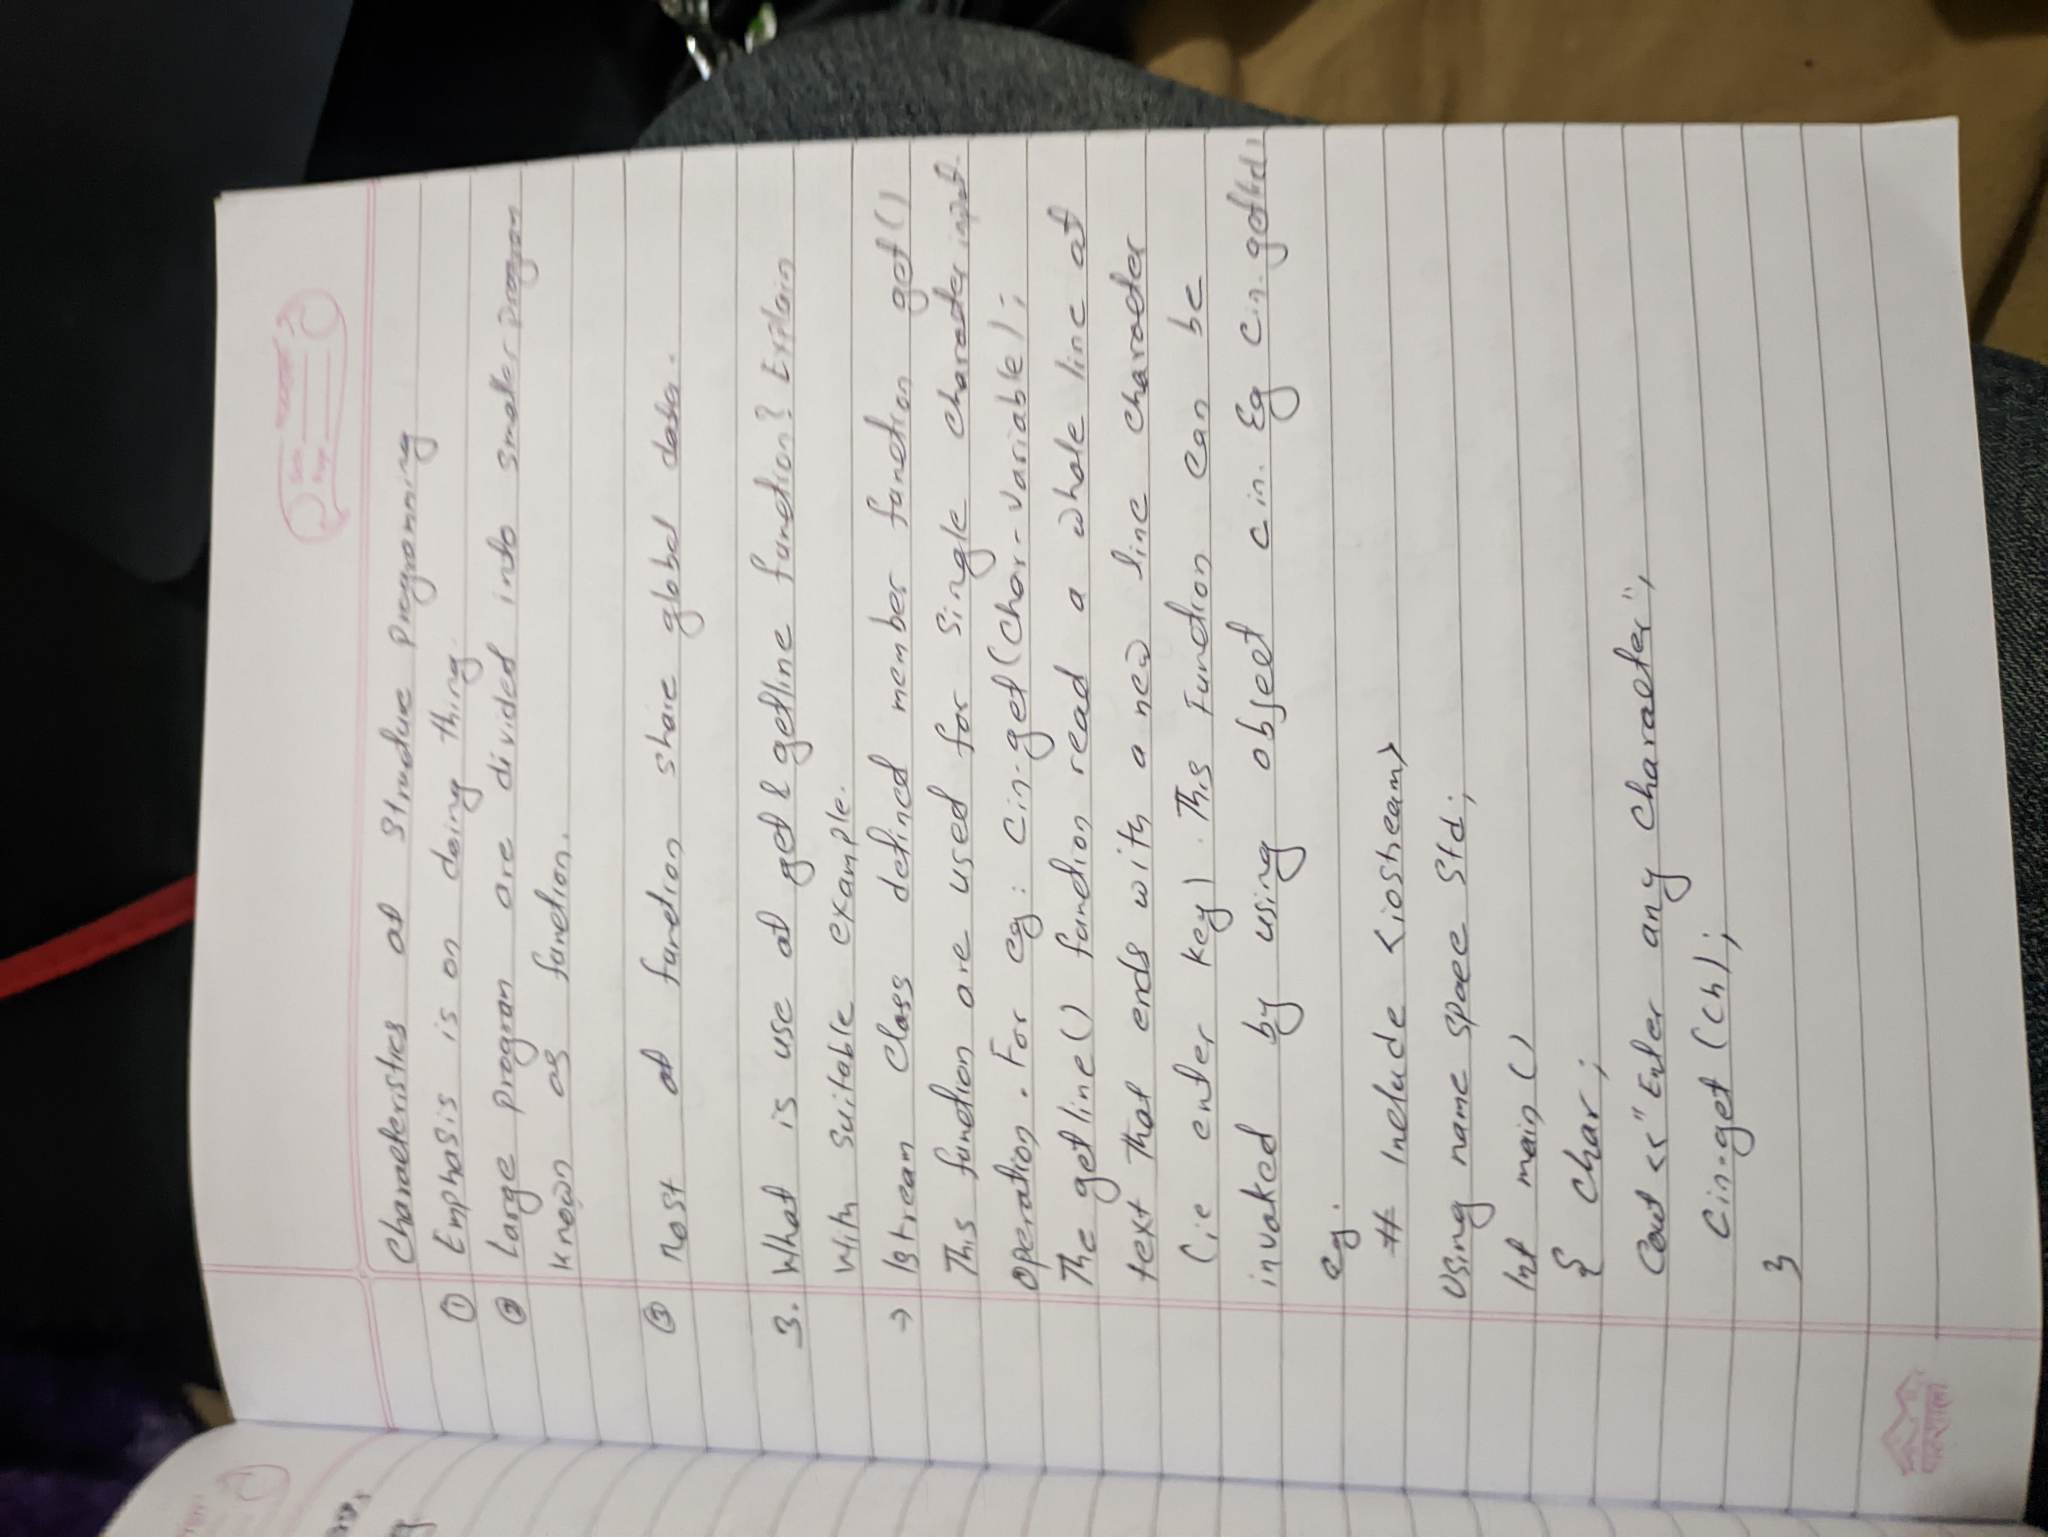 Characteristics of Strudue Programming
① Emphasis is on doing thing.
② Large program are divided into smaller program
known as function.
③ Most of function share global data.
3. What is use of get & getline function? Explain
with suitable example.
→ Istream class defined member function get()
This function are used for single character input
operation. For eg: cin.get(char-variable);
The getline() function read a whole line of
text that ends with a new line character
(ie enter key). This Function can be
invoked by using object cin. Eg cin.get(ch);
eg.
# include <iostream>
Using name space std;
Int main()
{ char;
Cout <<"Enter any character";
cin.get(ch);
}